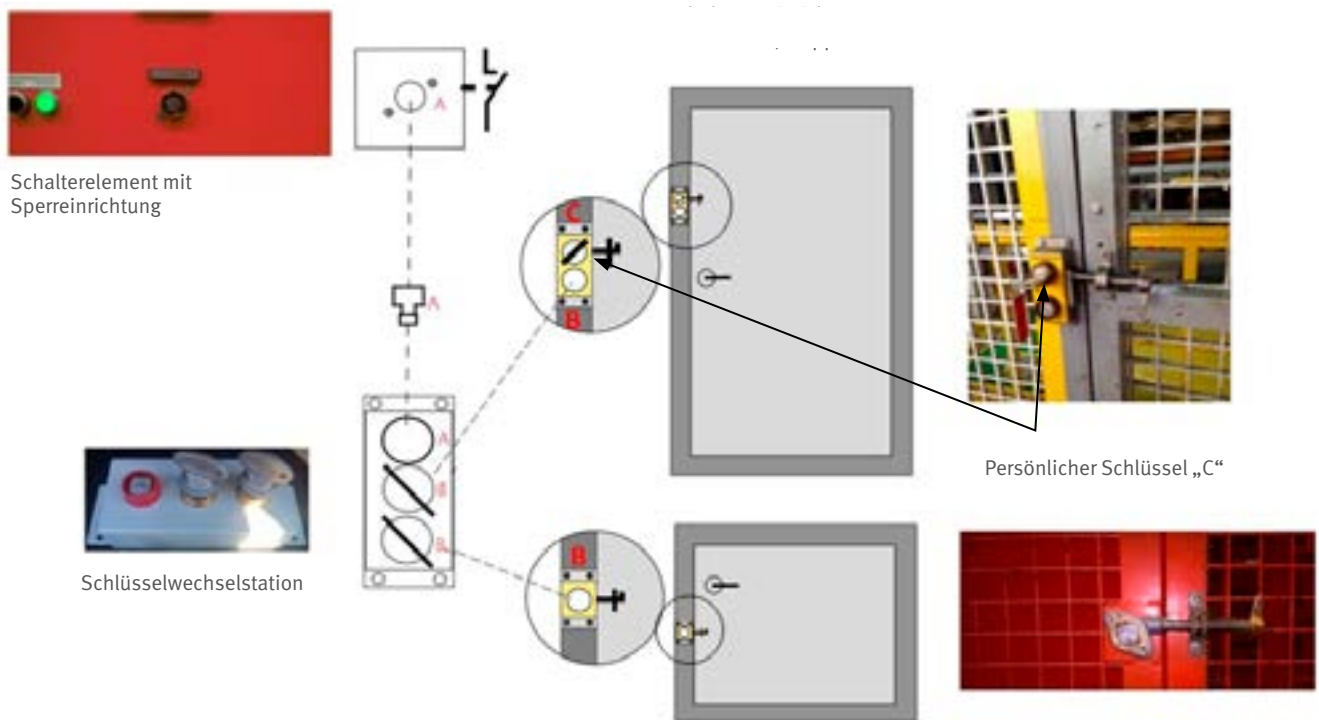 Schalterelement mit
Sperreinrichtung
L
A
A
C
B
A
B
B
B
Persönlicher Schlüssel „C“
Schlüsselwechselstation